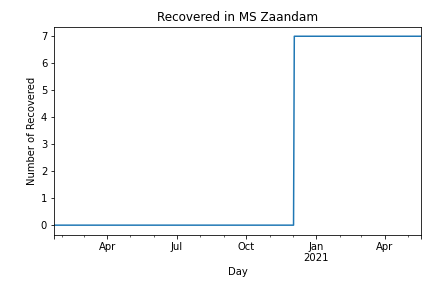 Recovered in MS Zaandam
Number of Recovered
7
6
5
4
3
2
1
0
Apr
Jul
Oct
Jan
2021
Apr
Day